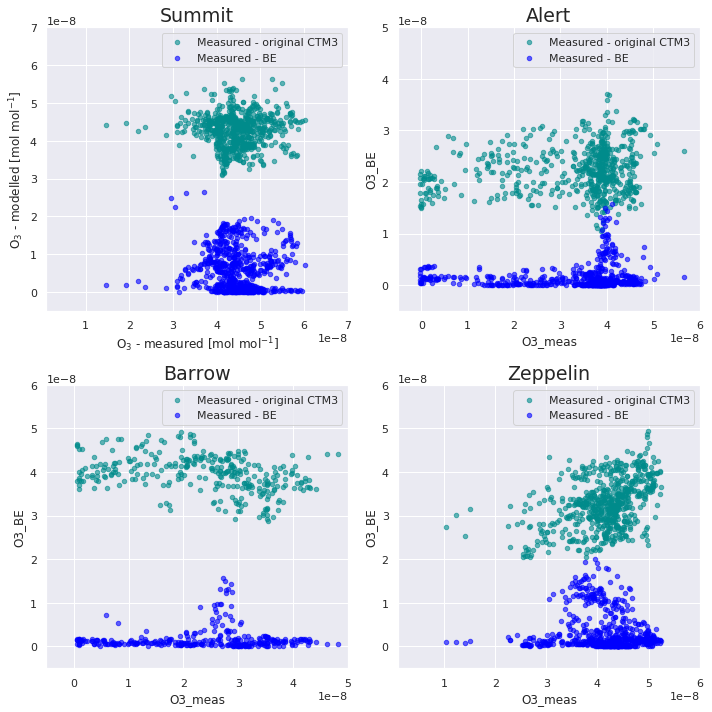 Summit
1e−8
7
6
5
4
3
2
1
0
O₃ - modelled [mol mol⁻¹]
Measured - original CTM3
Measured - BE
1 2 3 4 5 6 7
1e−8
O₃ - measured [mol mol⁻¹]
Alert
1e−8
5
4
3
2
1
0
O3_BE
Measured - original CTM3
Measured - BE
0 1 2 3 4 5 6
1e−8
O3_meas
Barrow
1e−8
6
5
4
3
2
1
0
O3_BE
Measured - original CTM3
Measured - BE
0 1 2 3 4 5
1e−8
O3_meas
Zeppelin
1e−8
6
5
4
3
2
1
0
O3_BE
Measured - original CTM3
Measured - BE
1 2 3 4 5 6
1e−8
O3_meas